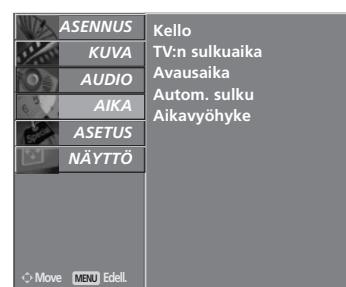 ASENNUS
KUVA
AUDIO
AIKA
ASETUS
NÄYTTÖ
Kello
TV:n sulkuaika
Avausaika
Autom. sulku
Aikavyöhyke
Move MENU Edell.